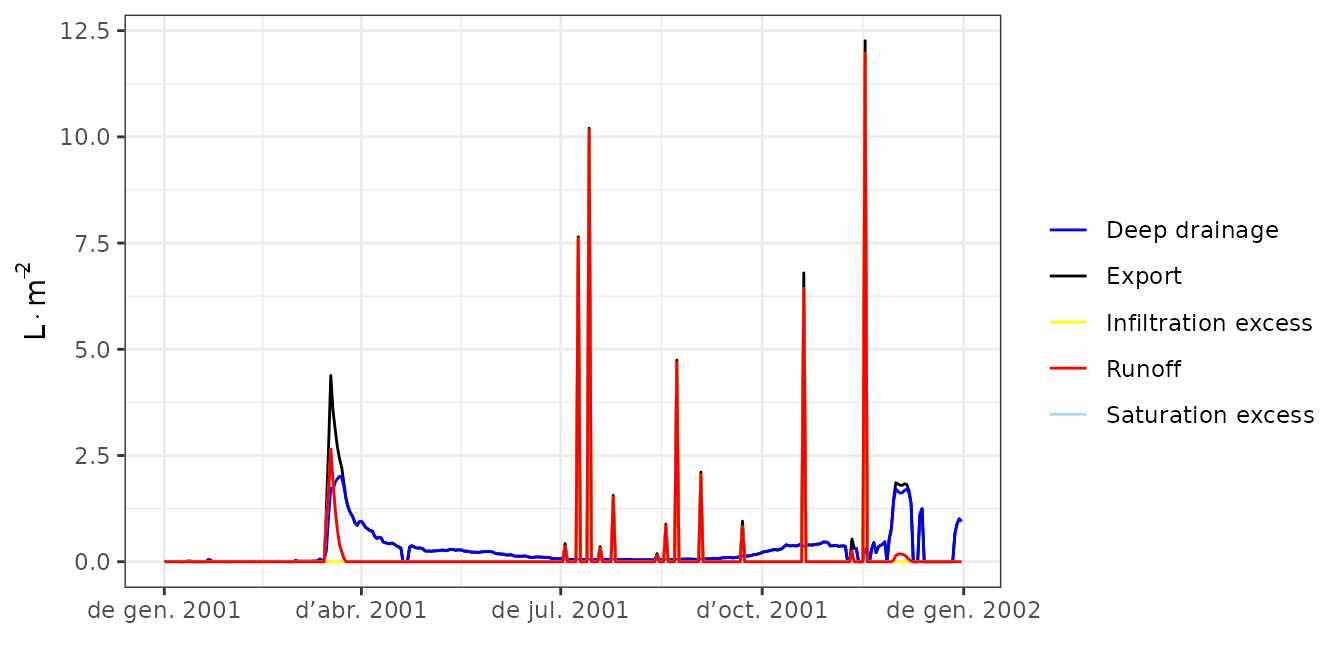 12.5
10.0
7.5
5.0
2.5
0.0
L · m⁻²
de gen. 2001
d’abr. 2001
de jul. 2001
d’oct. 2001
de gen. 2002
Deep drainage
Export
Infiltration excess
Runoff
Saturation excess